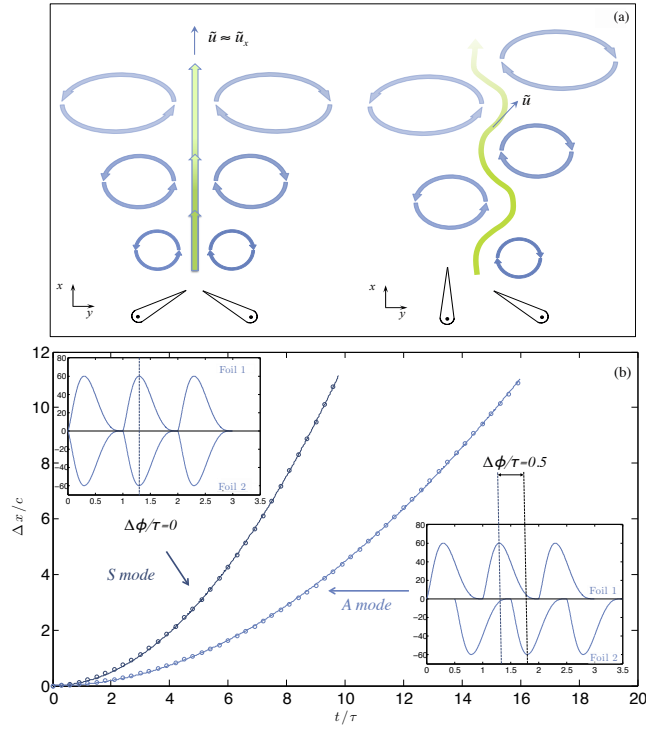 (a)
ũ ≈ ũₓ
ũ
x
y
x
y
(b)
12
10
8
6
4
2
0
Δx/c
0 2 4 6 8 10 12 14 16 18 20
t/τ
80
60
40
20
0
−20
−40
−60
0 0.5 1 1.5 2 2.5 3 3.5
Foil 1
Foil 2
Δϕ/τ=0
S mode
A mode
Δϕ/τ=0.5
80
60
40
20
0
−20
−40
−60
0 0.5 1 1.5 2 2.5 3 3.5
Foil 1
Foil 2